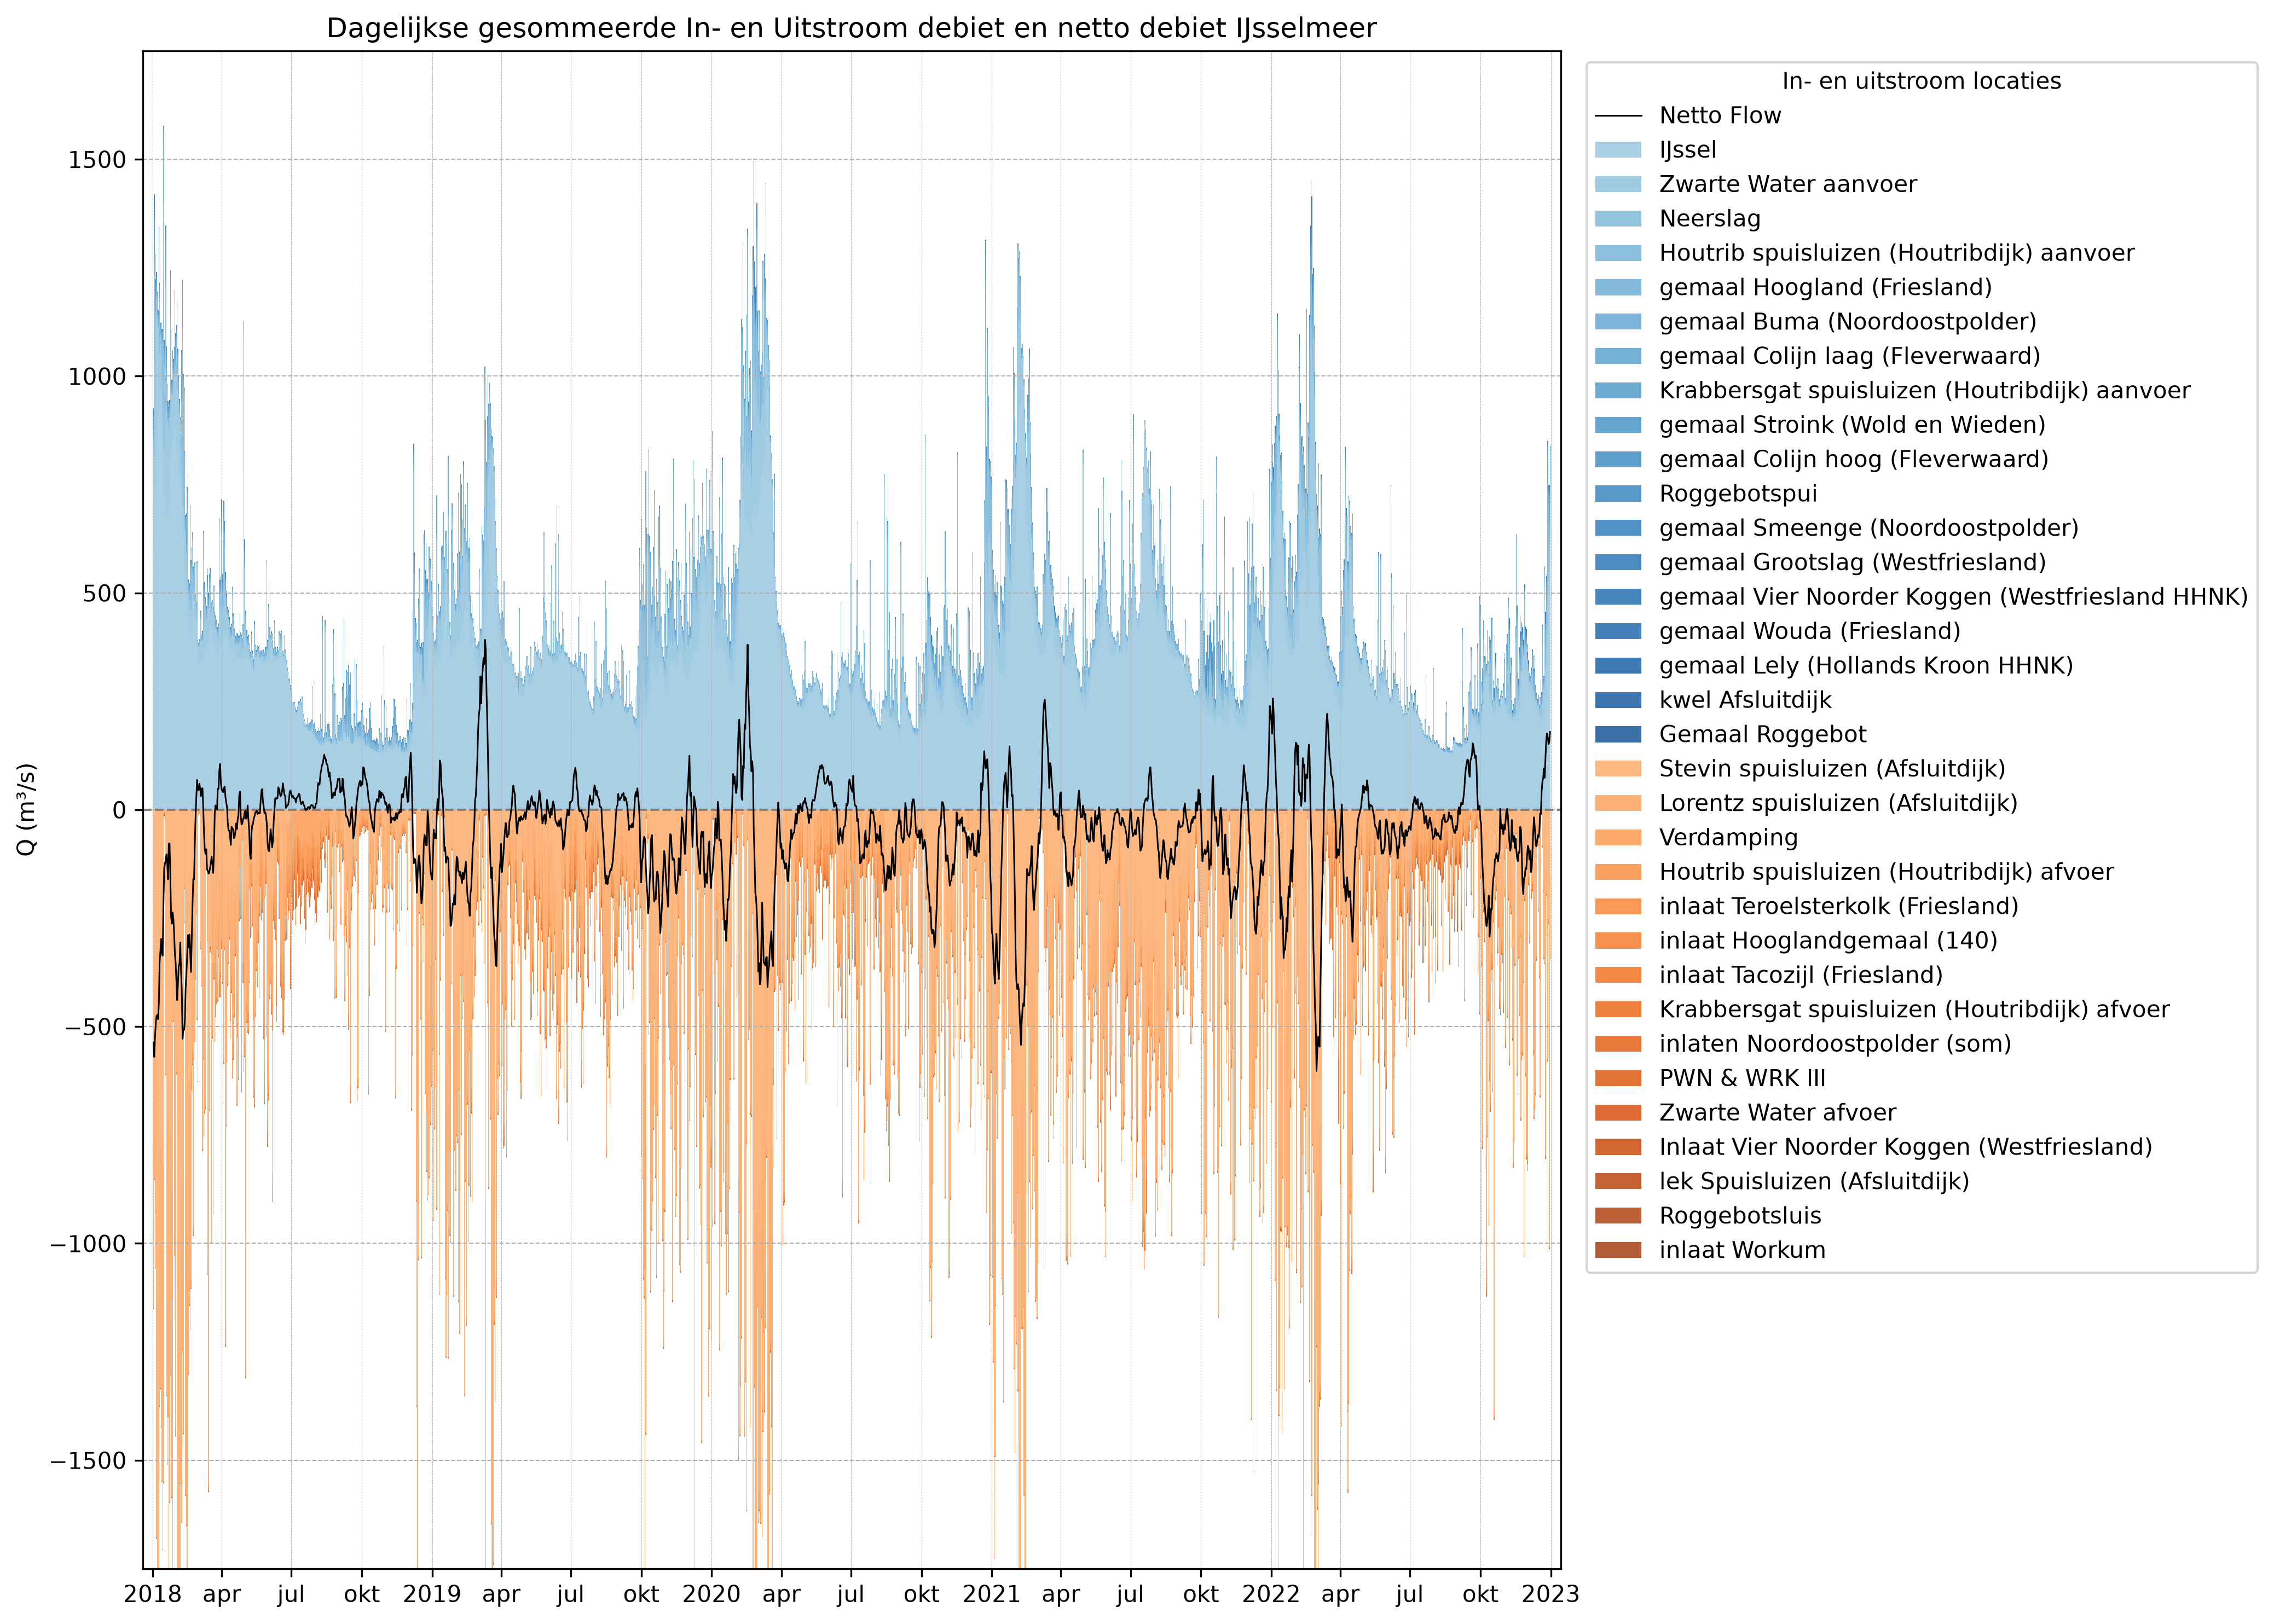 Dagelijkse gesommeerde In- en Uitstroom debiet en netto debiet IJsselmeer
Q (m³/s)
1500
1000
500
0
−500
−1000
−1500
2018 apr jul okt 2019 apr jul okt 2020 apr jul okt 2021 apr jul okt 2022 apr jul okt 2023
In- en uitstroom locaties
Netto Flow
IJssel
Zwarte Water aanvoer
Neerslag
Houtrib spuisluizen (Houtribdijk) aanvoer
gemaal Hoogland (Friesland)
gemaal Buma (Noordoostpolder)
gemaal Colijn laag (Fleverwaard)
Krabbersgat spuisluizen (Houtribdijk) aanvoer
gemaal Stroink (Wold en Wieden)
gemaal Colijn hoog (Fleverwaard)
Roggebotspui
gemaal Smeenge (Noordoostpolder)
gemaal Grootslag (Westfriesland)
gemaal Vier Noorder Koggen (Westfriesland HHNK)
gemaal Wouda (Friesland)
gemaal Lely (Hollands Kroon HHNK)
kwel Afsluitdijk
Gemaal Roggebot
Stevin spuisluizen (Afsluitdijk)
Lorentz spuisluizen (Afsluitdijk)
Verdamping
Houtrib spuisluizen (Houtribdijk) afvoer
inlaat Teroelsterkolk (Friesland)
inlaat Hooglandgemaal (140)
inlaat Tacozijl (Friesland)
Krabbersgat spuisluizen (Houtribdijk) afvoer
inlaten Noordoostpolder (som)
PWN & WRK III
Zwarte Water afvoer
Inlaat Vier Noorder Koggen (Westfriesland)
lek Spuisluizen (Afsluitdijk)
Roggebotsluis
inlaat Workum